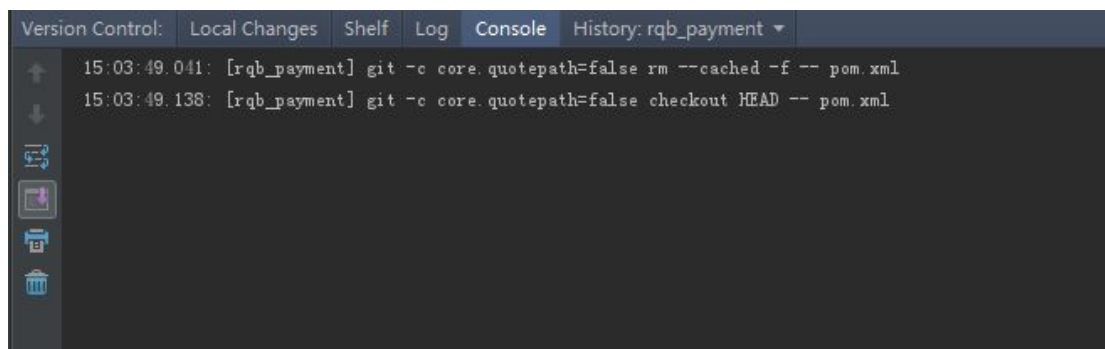 Version Control: Local Changes Shelf Log Console History: rqb_payment
15:03:49.041: [rqb_payment] git -c core.quotepath=false rm --cached -f -- pom.xml
15:03:49.138: [rqb_payment] git -c core.quotepath=false checkout HEAD -- pom.xml